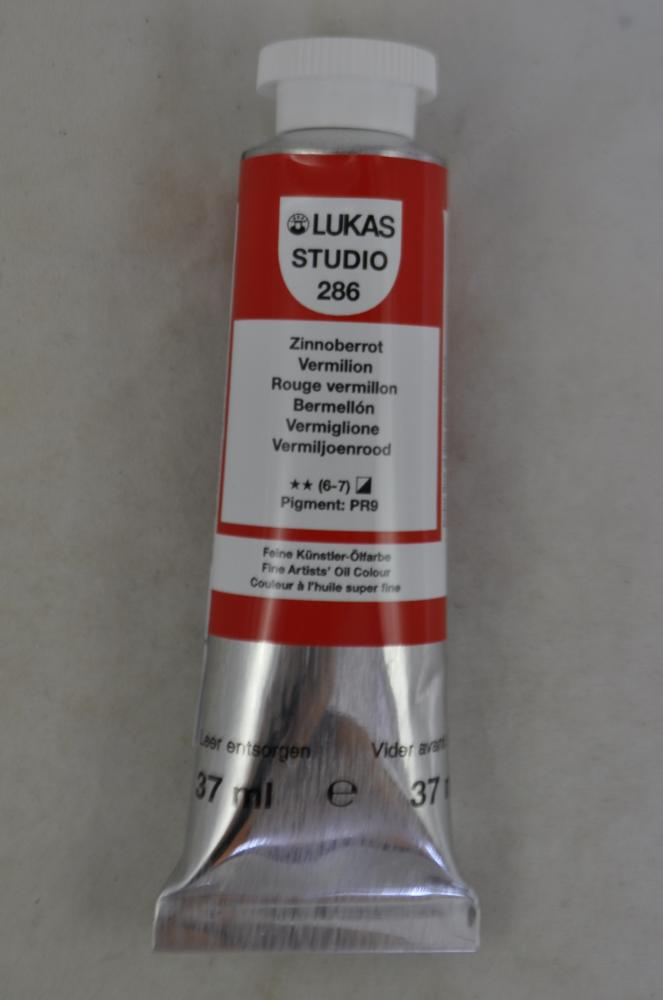 LUKAS
STUDIO
286
Zinnoberrot
Vermilion
Rouge vermillon
Bermellón
Vermiglione
Vermiljoenrood
★★ (6-7)
Pigment: PR9
Feine Künstler-Ölfarbe
Fine Artists' Oil Colour
Couleur à l'huile super fine
Leer entsorgen Vider avant
37 ml ℮ 37